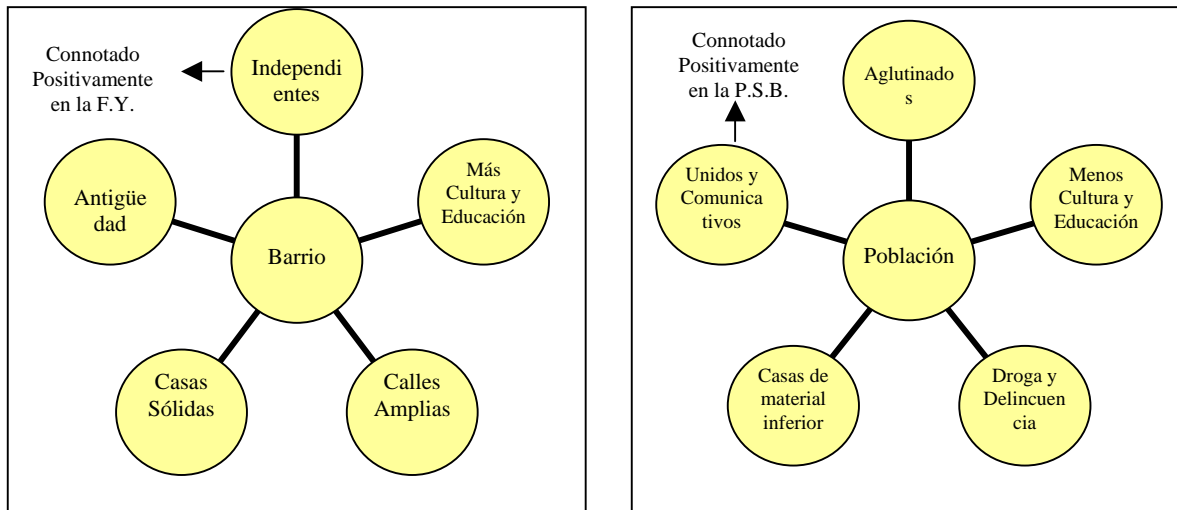 Connotado
Positivamente
en la F.Y.
Independi
entes
Antigüe
dad
Más
Cultura y
Educación
Barrio
Casas
Sólidas
Calles
Amplias
Connotado
Positivamente
en la P.S.B.
Aglutinado
s
Unidos y
Comunica
tivos
Menos
Cultura y
Educación
Población
Casas de
material
inferior
Droga y
Delincuen
cia